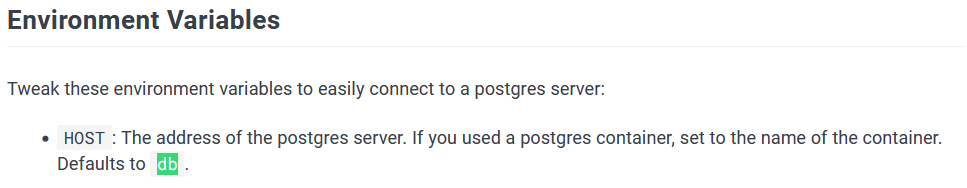 Environment Variables
Tweak these environment variables to easily connect to a postgres server:
• HOST : The address of the postgres server. If you used a postgres container, set to the name of the container.
Defaults to db .